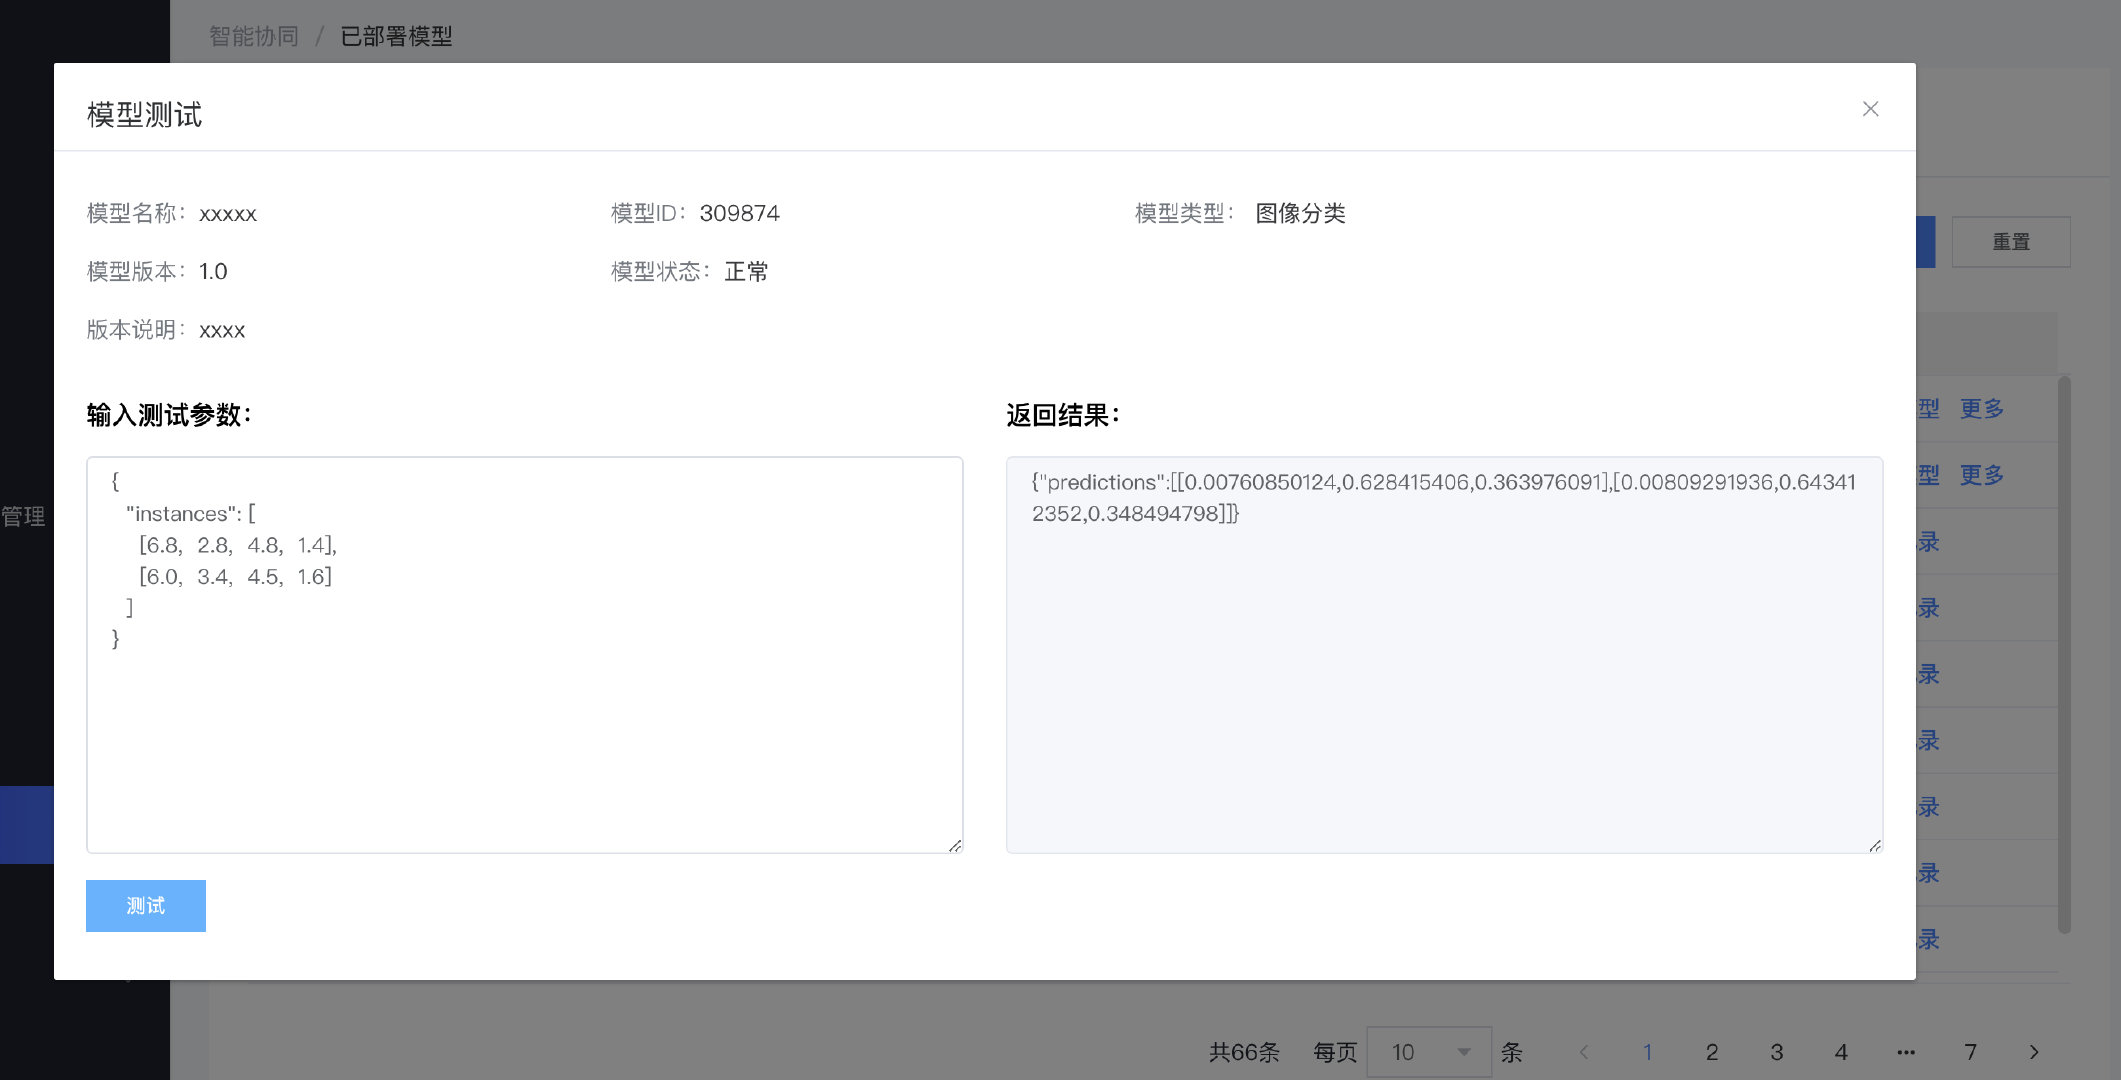 智能协同 / 已部署模型
模型测试
模型名称： xxxxx
模型ID： 309874
模型类型： 图像分类
重置
模型版本： 1.0
模型状态： 正常
版本说明： xxxx
输入测试参数：
返回结果：
型 更多
{
"instances": [
[6.8, 2.8, 4.8, 1.4],
[6.0, 3.4, 4.5, 1.6]
]
}
{"predictions":[[0.00760850124,0.628415406,0.363976091],[0.00809291936,0.64341
2352,0.348494798]]}
型 更多
管理
录
录
录
录
录
录
录
测试
共66条 每页 10 条 1 2 3 4 ··· 7